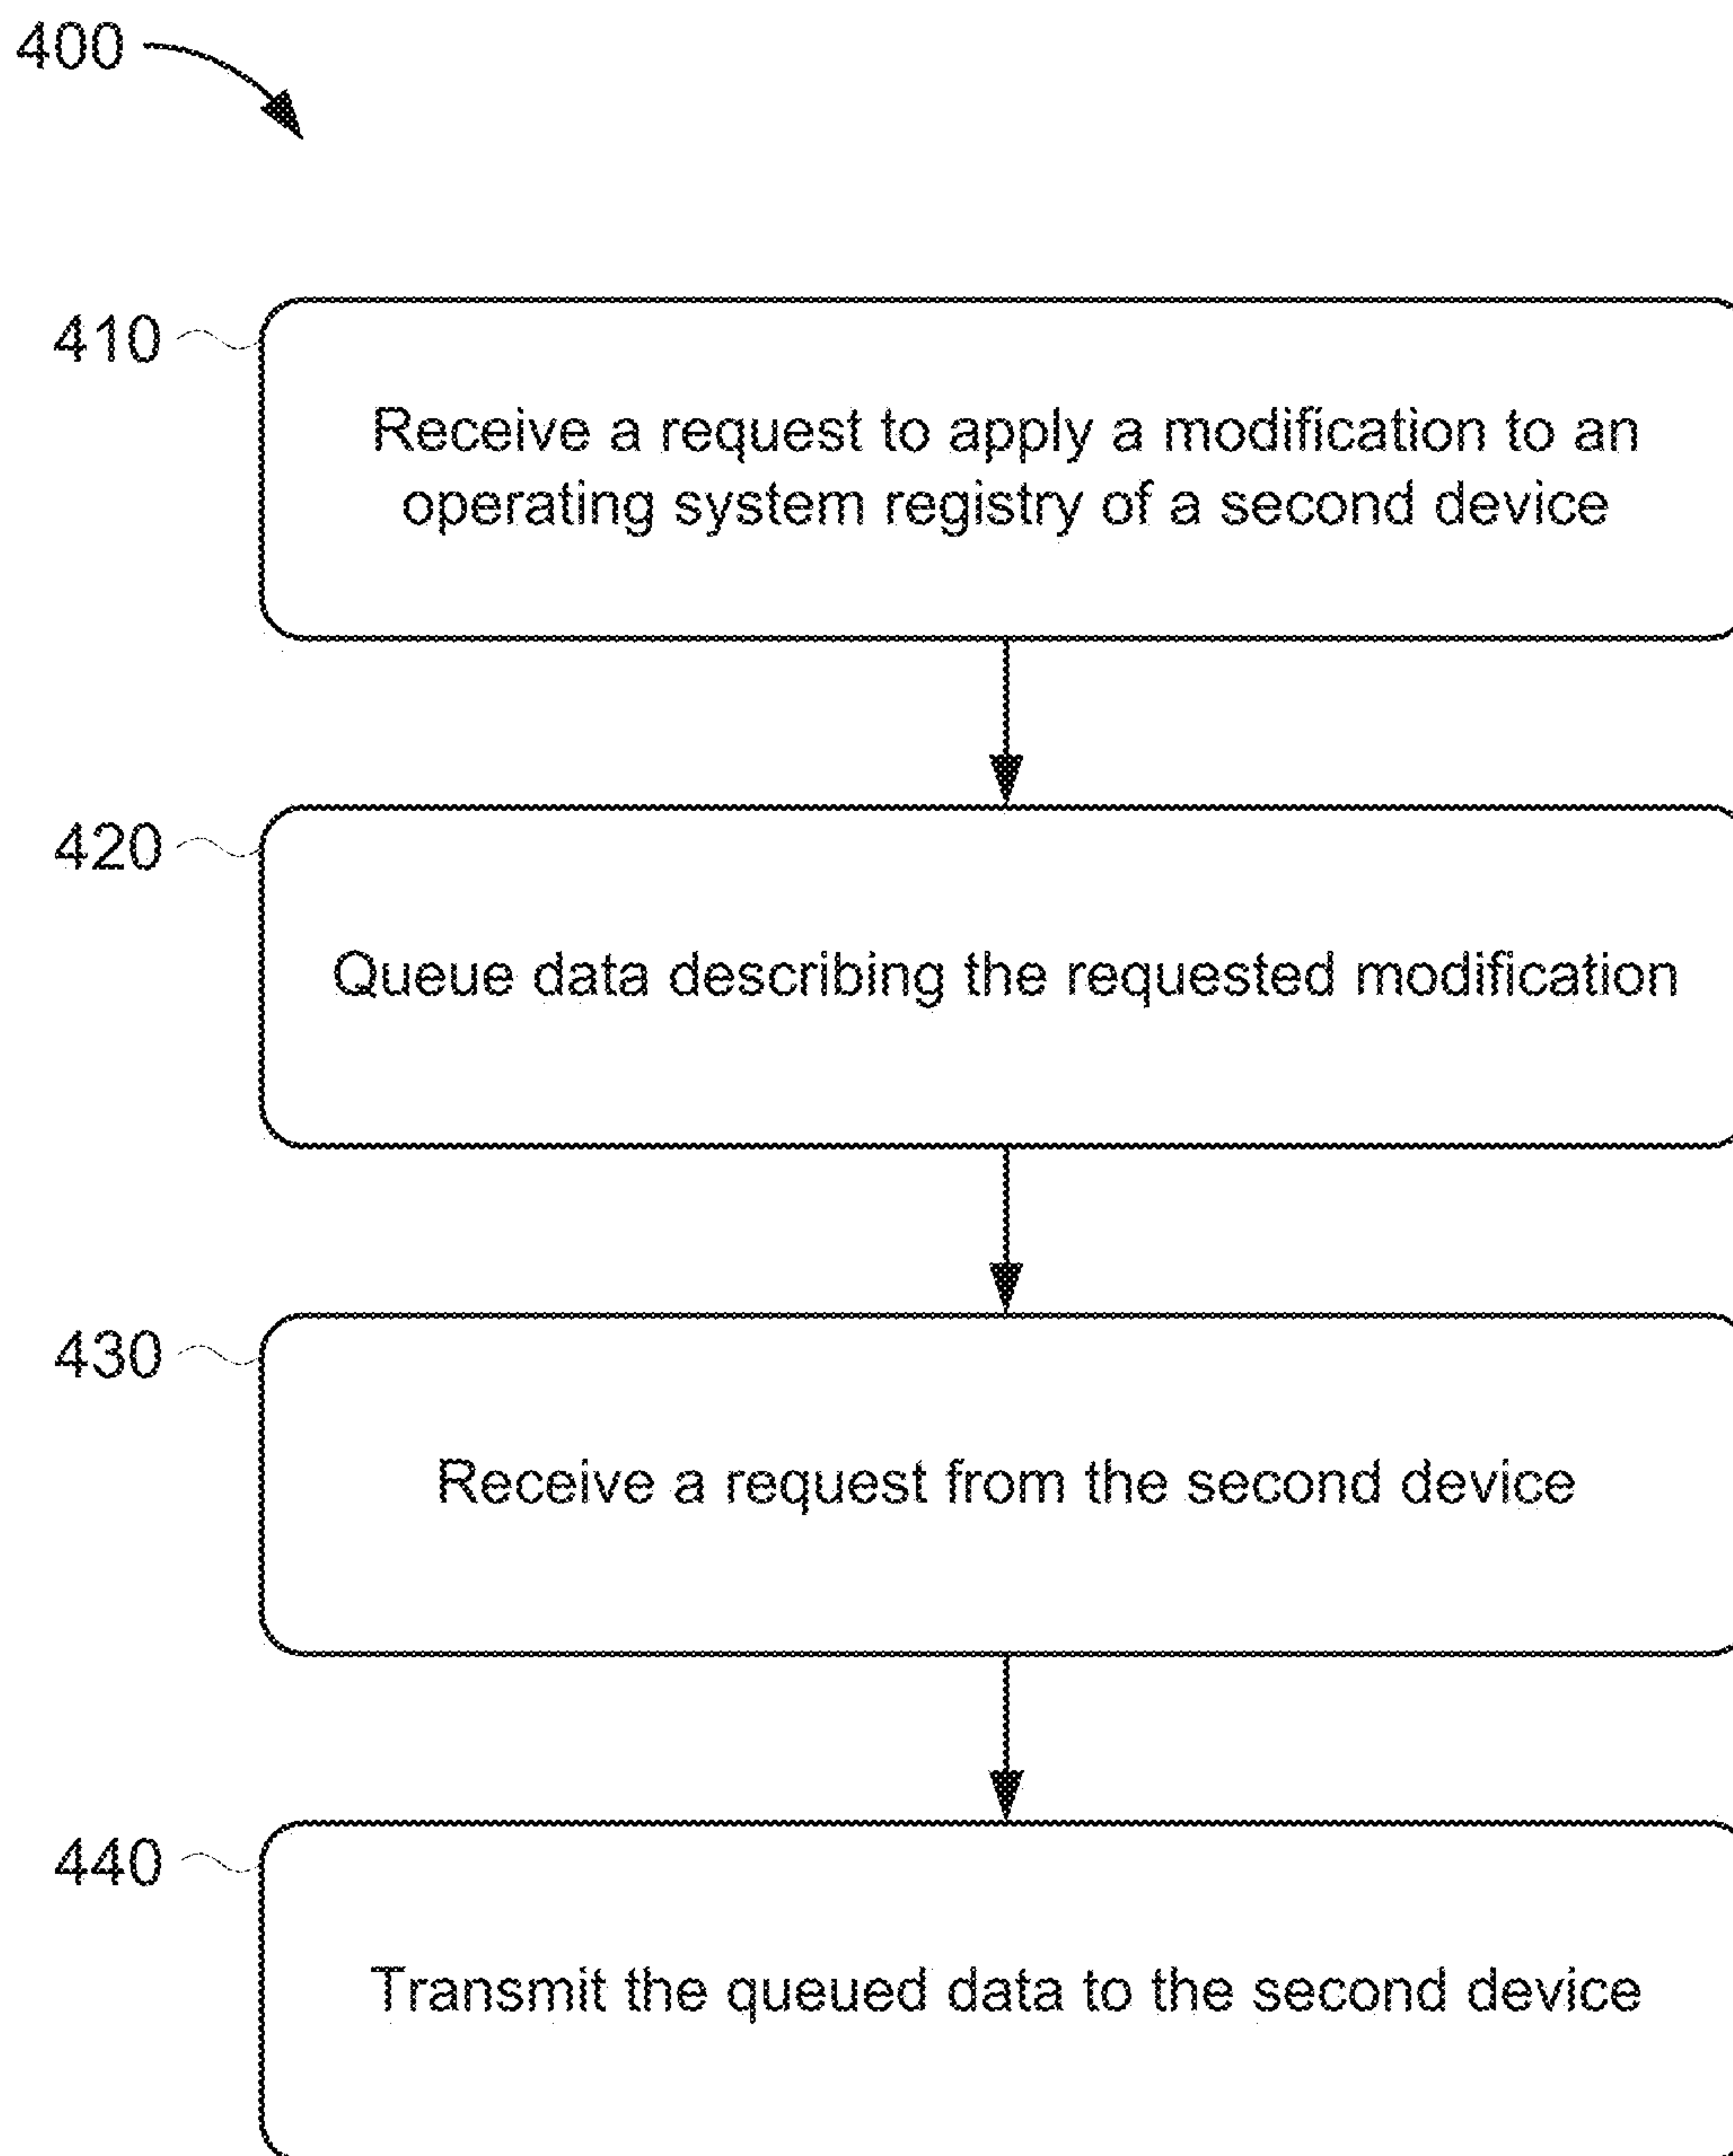 400
410
Receive a request to apply a modification to an
operating system registry of a second device
420
Queue data describing the requested modification
430
Receive a request from the second device
440
Transmit the queued data to the second device